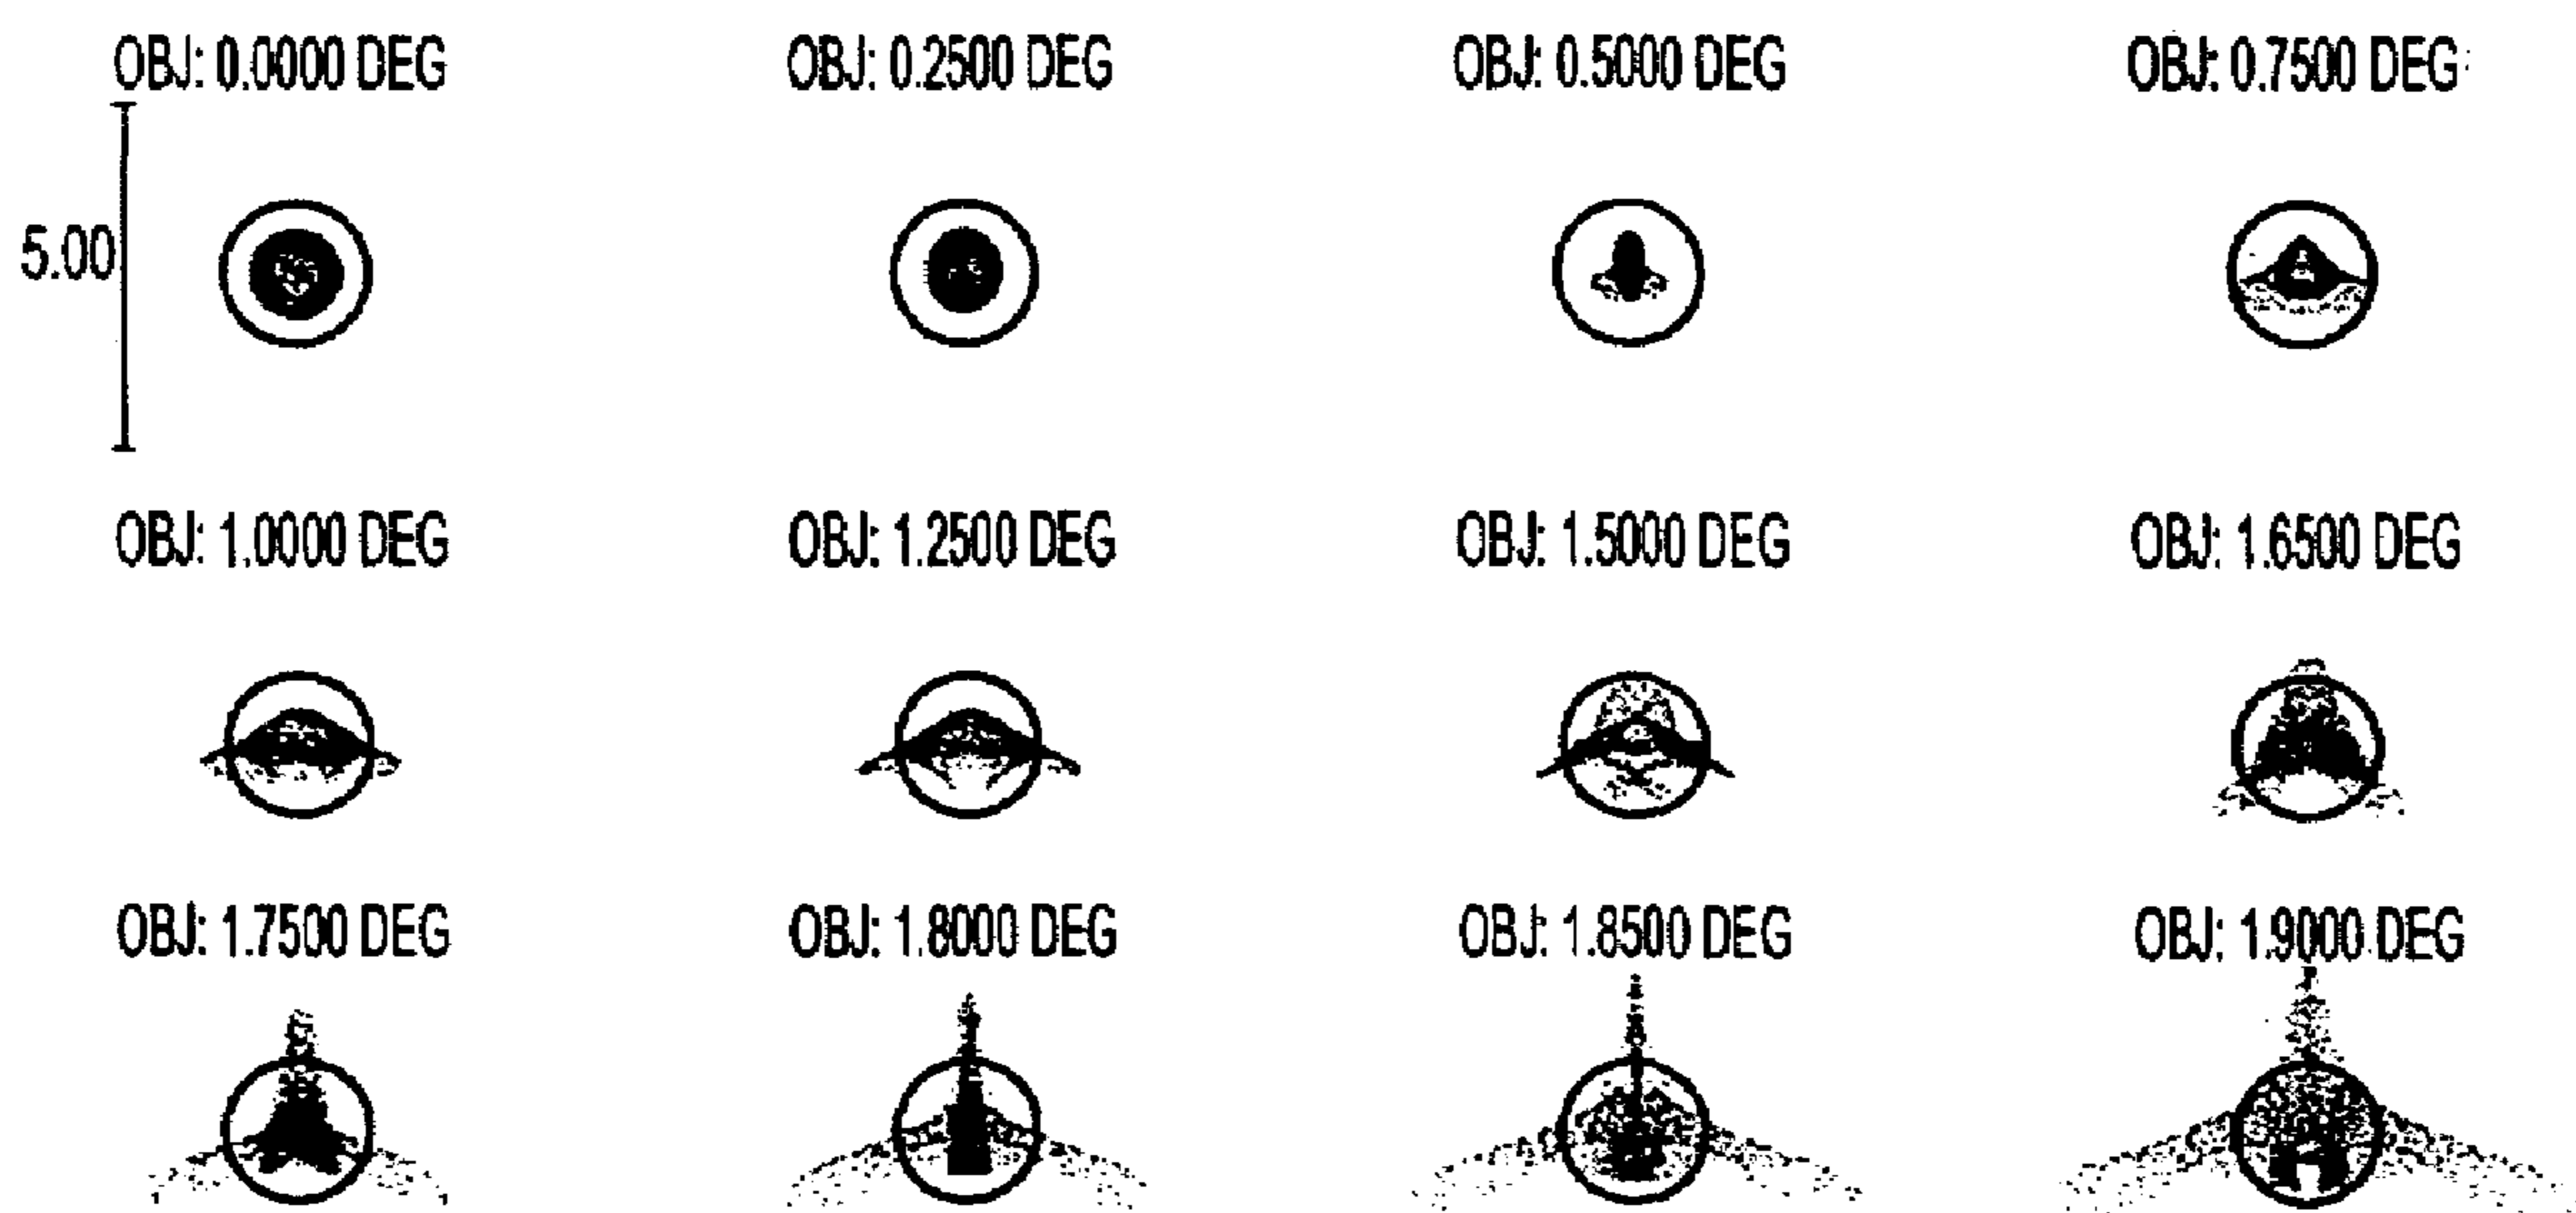 OBJ: 0.0000 DEG OBJ: 0.2500 DEG OBJ: 0.5000 DEG OBJ: 0.7500 DEG
5.00
OBJ: 1.0000 DEG OBJ: 1.2500 DEG OBJ: 1.5000 DEG OBJ: 1.6500 DEG
OBJ: 1.7500 DEG OBJ: 1.8000 DEG OBJ: 1.8500 DEG OBJ: 1.9000 DEG